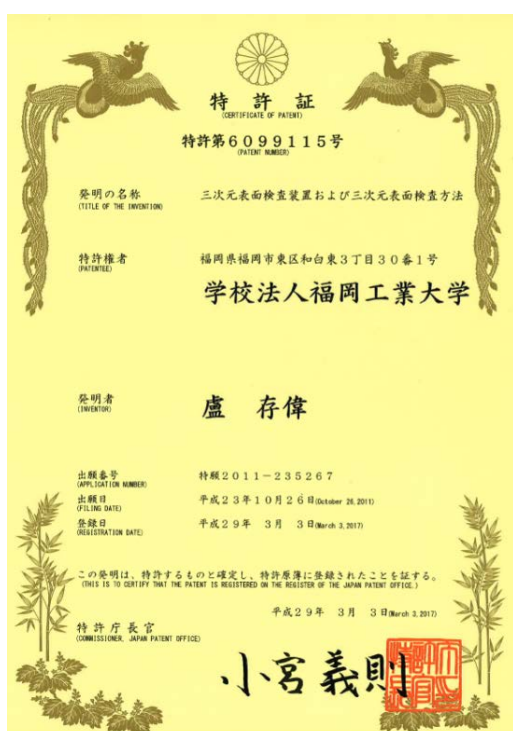 特許証
(CERTIFICATE OF PATENT)
特許第6099115号
(PATENT NUMBER)
発明の名称
(TITLE OF THE INVENTION)
三次元表面検査装置および三次元表面検査方法
特許権者
(PATENTEE)
福岡県福岡市東区和白東3丁目30番1号
学校法人福岡工業大学
発明者
(INVENTOR)
盧 存偉
出願番号
(APPLICATION NUMBER)
特願2011-235267
出願日
(FILING DATE)
平成23年10月26日(October 26,2011)
登録日
(REGISTRATION DATE)
平成29年 3月 3日(March 3,2017)
この発明は、特許するものと確定し、特許原簿に登録されたことを証する。
(THIS IS TO CERTIFY THAT THE PATENT IS REGISTERED ON THE REGISTER OF THE JAPAN PATENT OFFICE.)
平成29年 3月 3日(March 3,2017)
特許庁長官
(COMMISSIONER, JAPAN PATENT OFFICE)
小宮義則